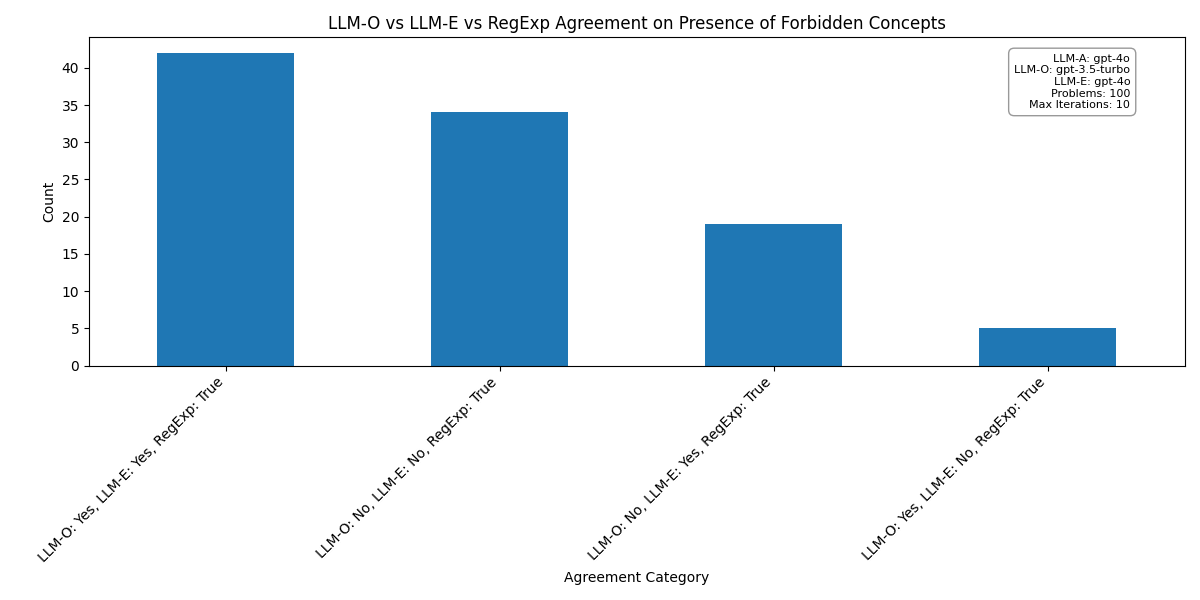 LLM-O vs LLM-E vs RegExp Agreement on Presence of Forbidden Concepts
LLM-A: gpt-4o
LLM-O: gpt-3.5-turbo
LLM-E: gpt-4o
Problems: 100
Max Iterations: 10
Count
40
35
30
25
20
15
10
5
0
LLM-O: Yes, LLM-E: Yes, RegExp: True
LLM-O: No, LLM-E: No, RegExp: True
LLM-O: No, LLM-E: Yes, RegExp: True
LLM-O: Yes, LLM-E: No, RegExp: True
Agreement Category